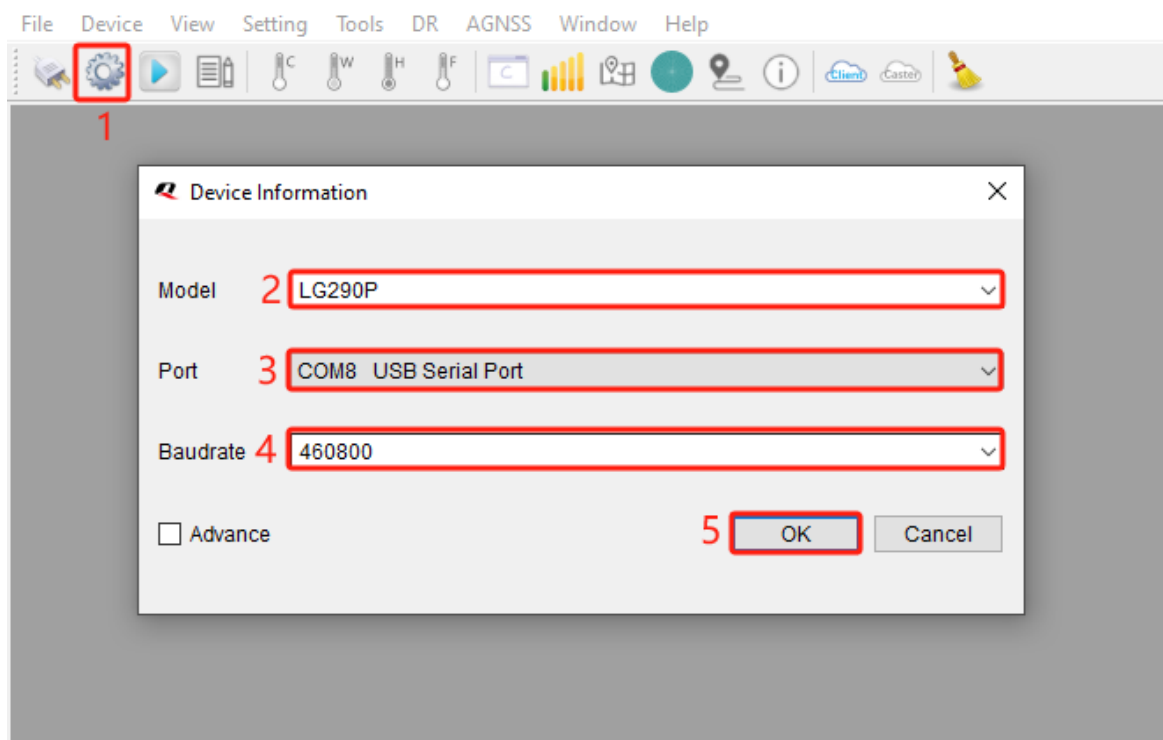 File Device View Setting Tools DR AGNSS Window Help
C W H F C i Client Caster
1
Device Information
Model 2 LG290P
Port 3 COM8 USB Serial Port
Baudrate 4 460800
Advance 5 OK Cancel